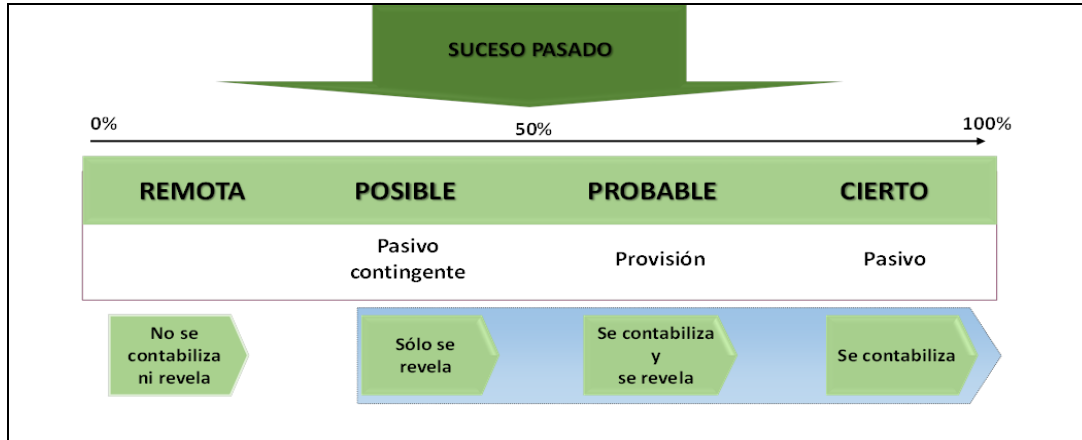 SUCESO PASADO
0%
50%
100%
REMOTA
POSIBLE
PROBABLE
CIERTO
Pasivo
contingente
Provisión
Pasivo
No se
contabiliza
ni revela
Sólo se
revela
Se contabiliza
y
se revela
Se contabiliza